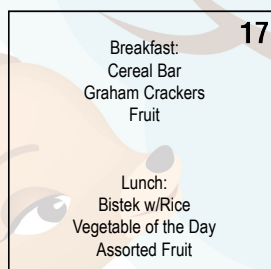 17
Breakfast:
Cereal Bar
Graham Crackers
Fruit
Lunch:
Bistek w/Rice
Vegetable of the Day
Assorted Fruit